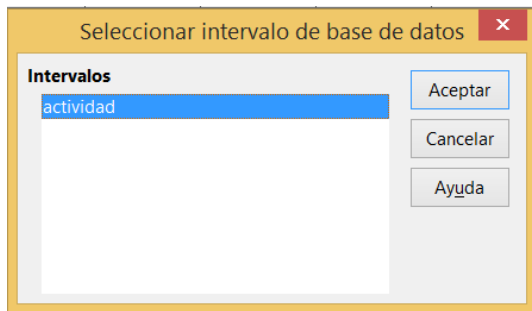 Seleccionar intervalo de base de datos
Intervalos
actividad
Aceptar
Cancelar
Ayuda